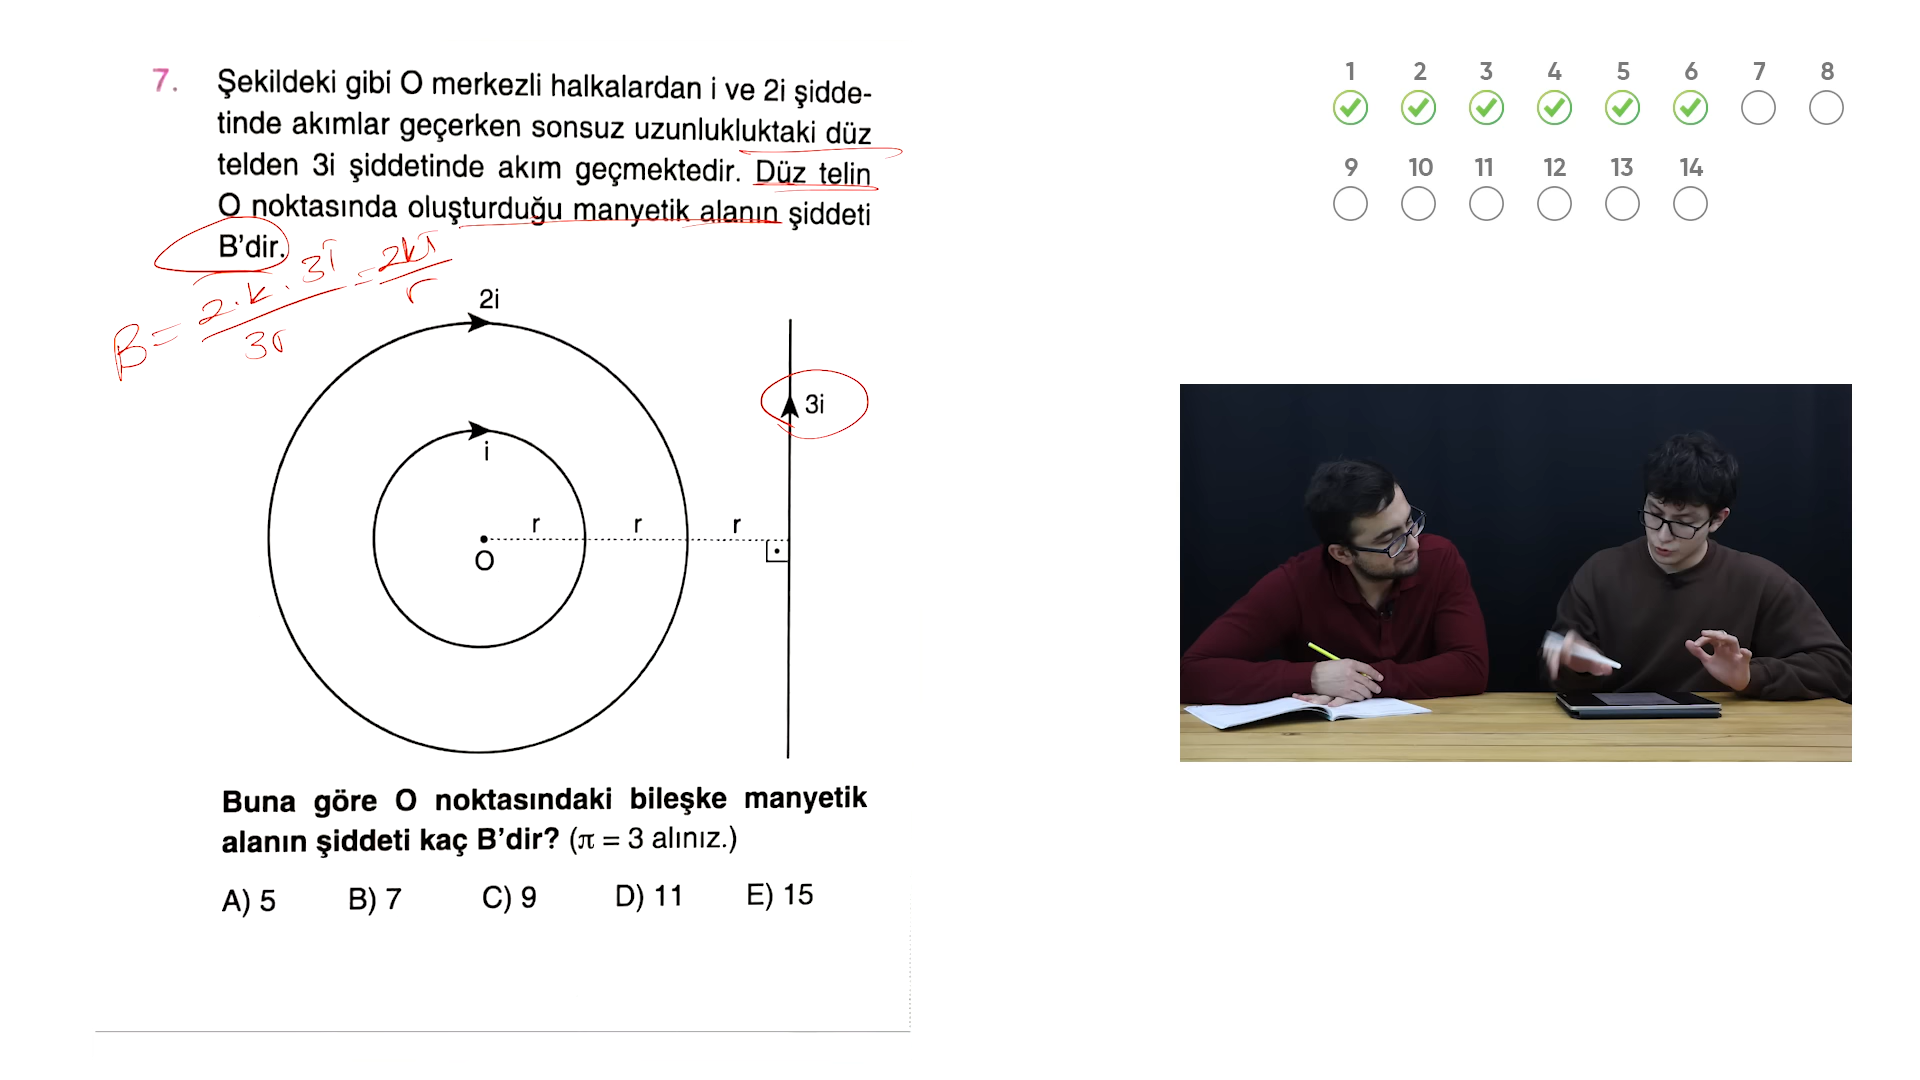 7. Şekildeki gibi O merkezli halkalardan i ve 2i şidde-
tinde akımlar geçerken sonsuz uzunlukluktaki düz
telden 3i şiddetinde akım geçmektedir. Düz telin
O noktasında oluşturduğu manyetik alanın şiddeti
B'dir.
B = 2.k.3i / 3r = 2ki / r
2i
3i
i
r r r
O
Buna göre O noktasındaki bileşke manyetik
alanın şiddeti kaç B'dir? (π = 3 alınız.)
A) 5 B) 7 C) 9 D) 11 E) 15
1 2 3 4 5 6 7 8
9 10 11 12 13 14